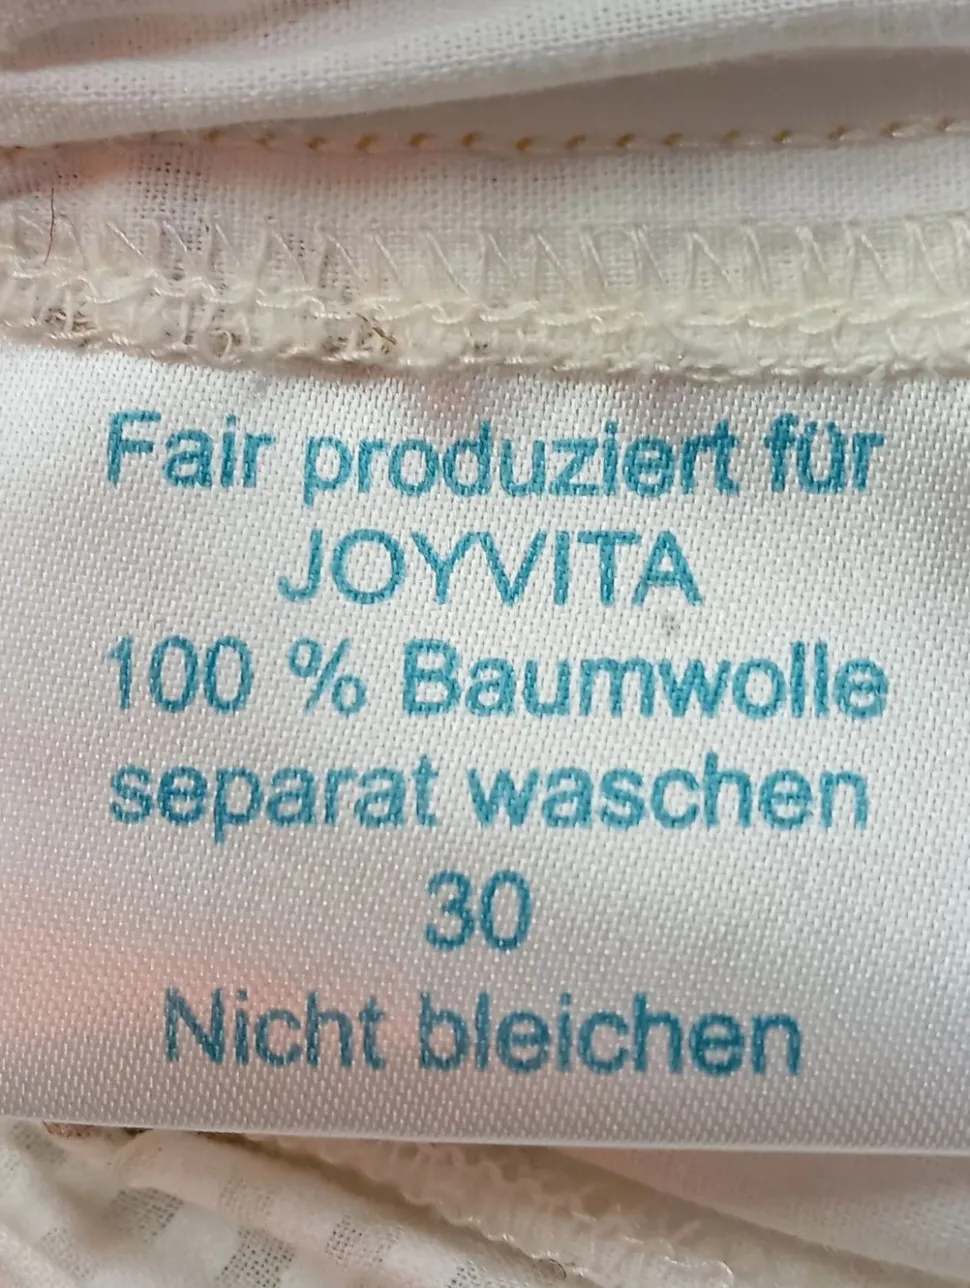 Fair produziert für
JOYVITA
100 % Baumwolle
separat waschen
30
Nicht bleichen